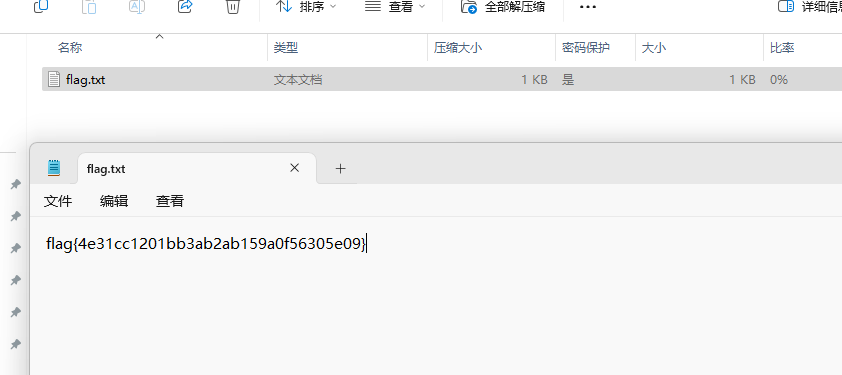 排序 查看 全部解压缩 ... 详细信息
名称 类型 压缩大小 密码保护 大小 比率
flag.txt 文本文档 1 KB 是 1 KB 0%
flag.txt
文件 编辑 查看
flag{4e31cc1201bb3ab2ab159a0f56305e09}